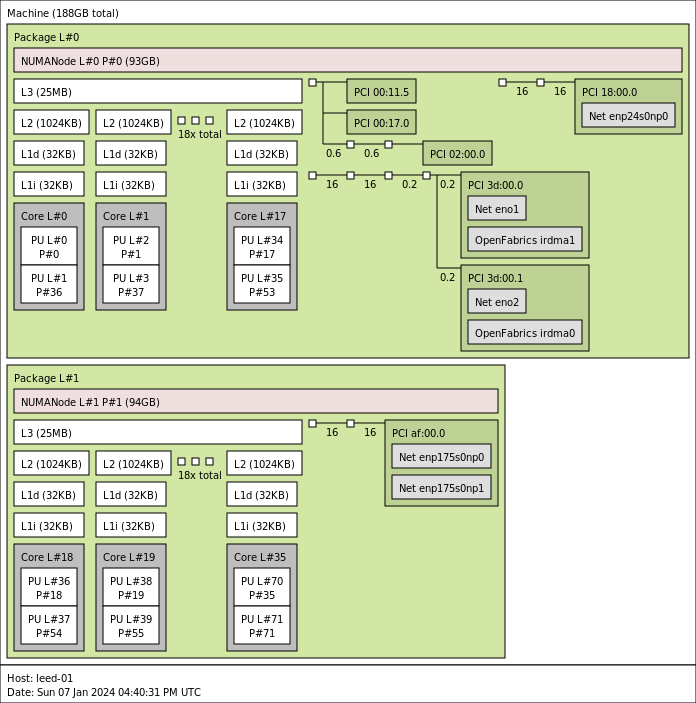 Machine (188GB total)
Package L#0
NUMANode L#0 P#0 (93GB)
L3 (25MB)
PCI 00:11.5
16 16
PCI 18:00.0
Net enp24s0np0
L2 (1024KB) L2 (1024KB) 18x total L2 (1024KB)
PCI 00:17.0
L1d (32KB) L1d (32KB) L1d (32KB)
0.6 0.6
PCI 02:00.0
L1i (32KB) L1i (32KB) L1i (32KB)
16 16 0.2 0.2
PCI 3d:00.0
Net eno1
OpenFabrics irdma1
Core L#0 Core L#1 Core L#17
PU L#0 PU L#2 PU L#34
P#0 P#1 P#17
PU L#1 PU L#3 PU L#35
P#36 P#37 P#53
0.2
PCI 3d:00.1
Net eno2
OpenFabrics irdma0
Package L#1
NUMANode L#1 P#1 (94GB)
L3 (25MB)
16 16
PCI af:00.0
Net enp175s0np0
Net enp175s0np1
L2 (1024KB) L2 (1024KB) 18x total L2 (1024KB)
L1d (32KB) L1d (32KB) L1d (32KB)
L1i (32KB) L1i (32KB) L1i (32KB)
Core L#18 Core L#19 Core L#35
PU L#36 PU L#38 PU L#70
P#18 P#19 P#35
PU L#37 PU L#39 PU L#71
P#54 P#55 P#71
Host: leed-01
Date: Sun 07 Jan 2024 04:40:31 PM UTC